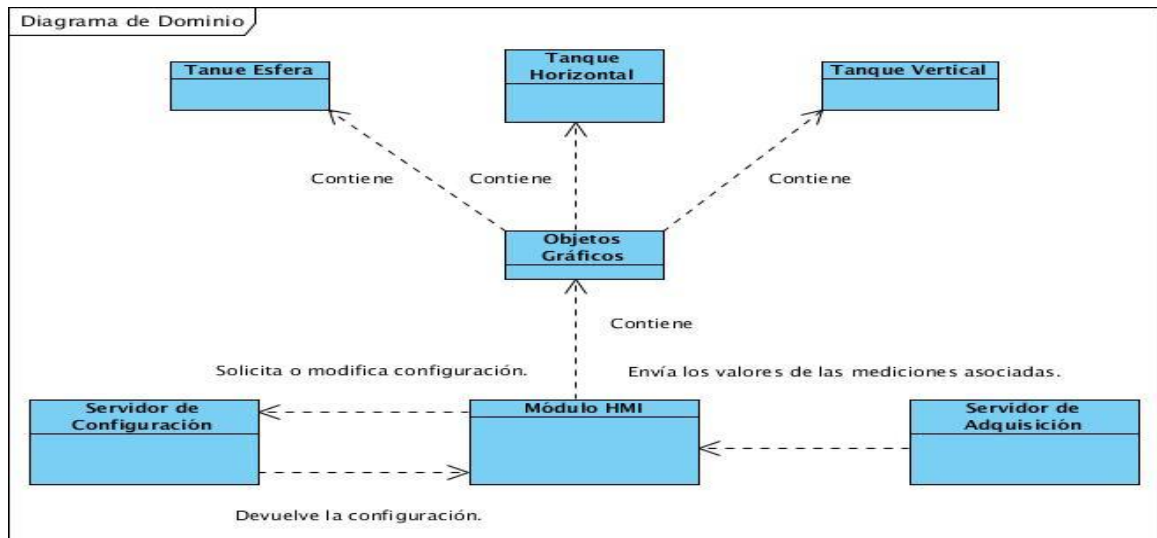 Diagrama de Dominio
Tanue Esfera
Tanque
Horizontal
Tanque Vertical
Contiene
Contiene
Contiene
Objetos
Gráficos
Contiene
Solicita o modifica configuración.
Envía los valores de las mediciones asociadas.
Servidor de
Configuración
Módulo HMI
Servidor de
Adquisición
Devuelve la configuración.